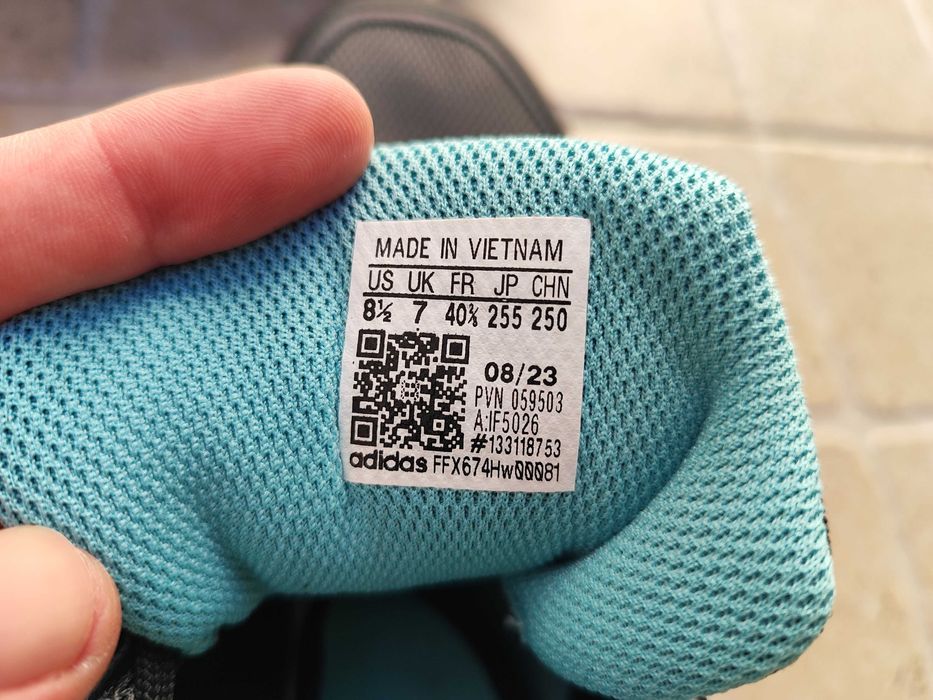 MADE IN VIETNAM
US UK FR JP CHN
8½ 7 40⅔ 255 250
08/23
PVN 059503
A:IF5026
#133118753
adidas FFX674Hw00081